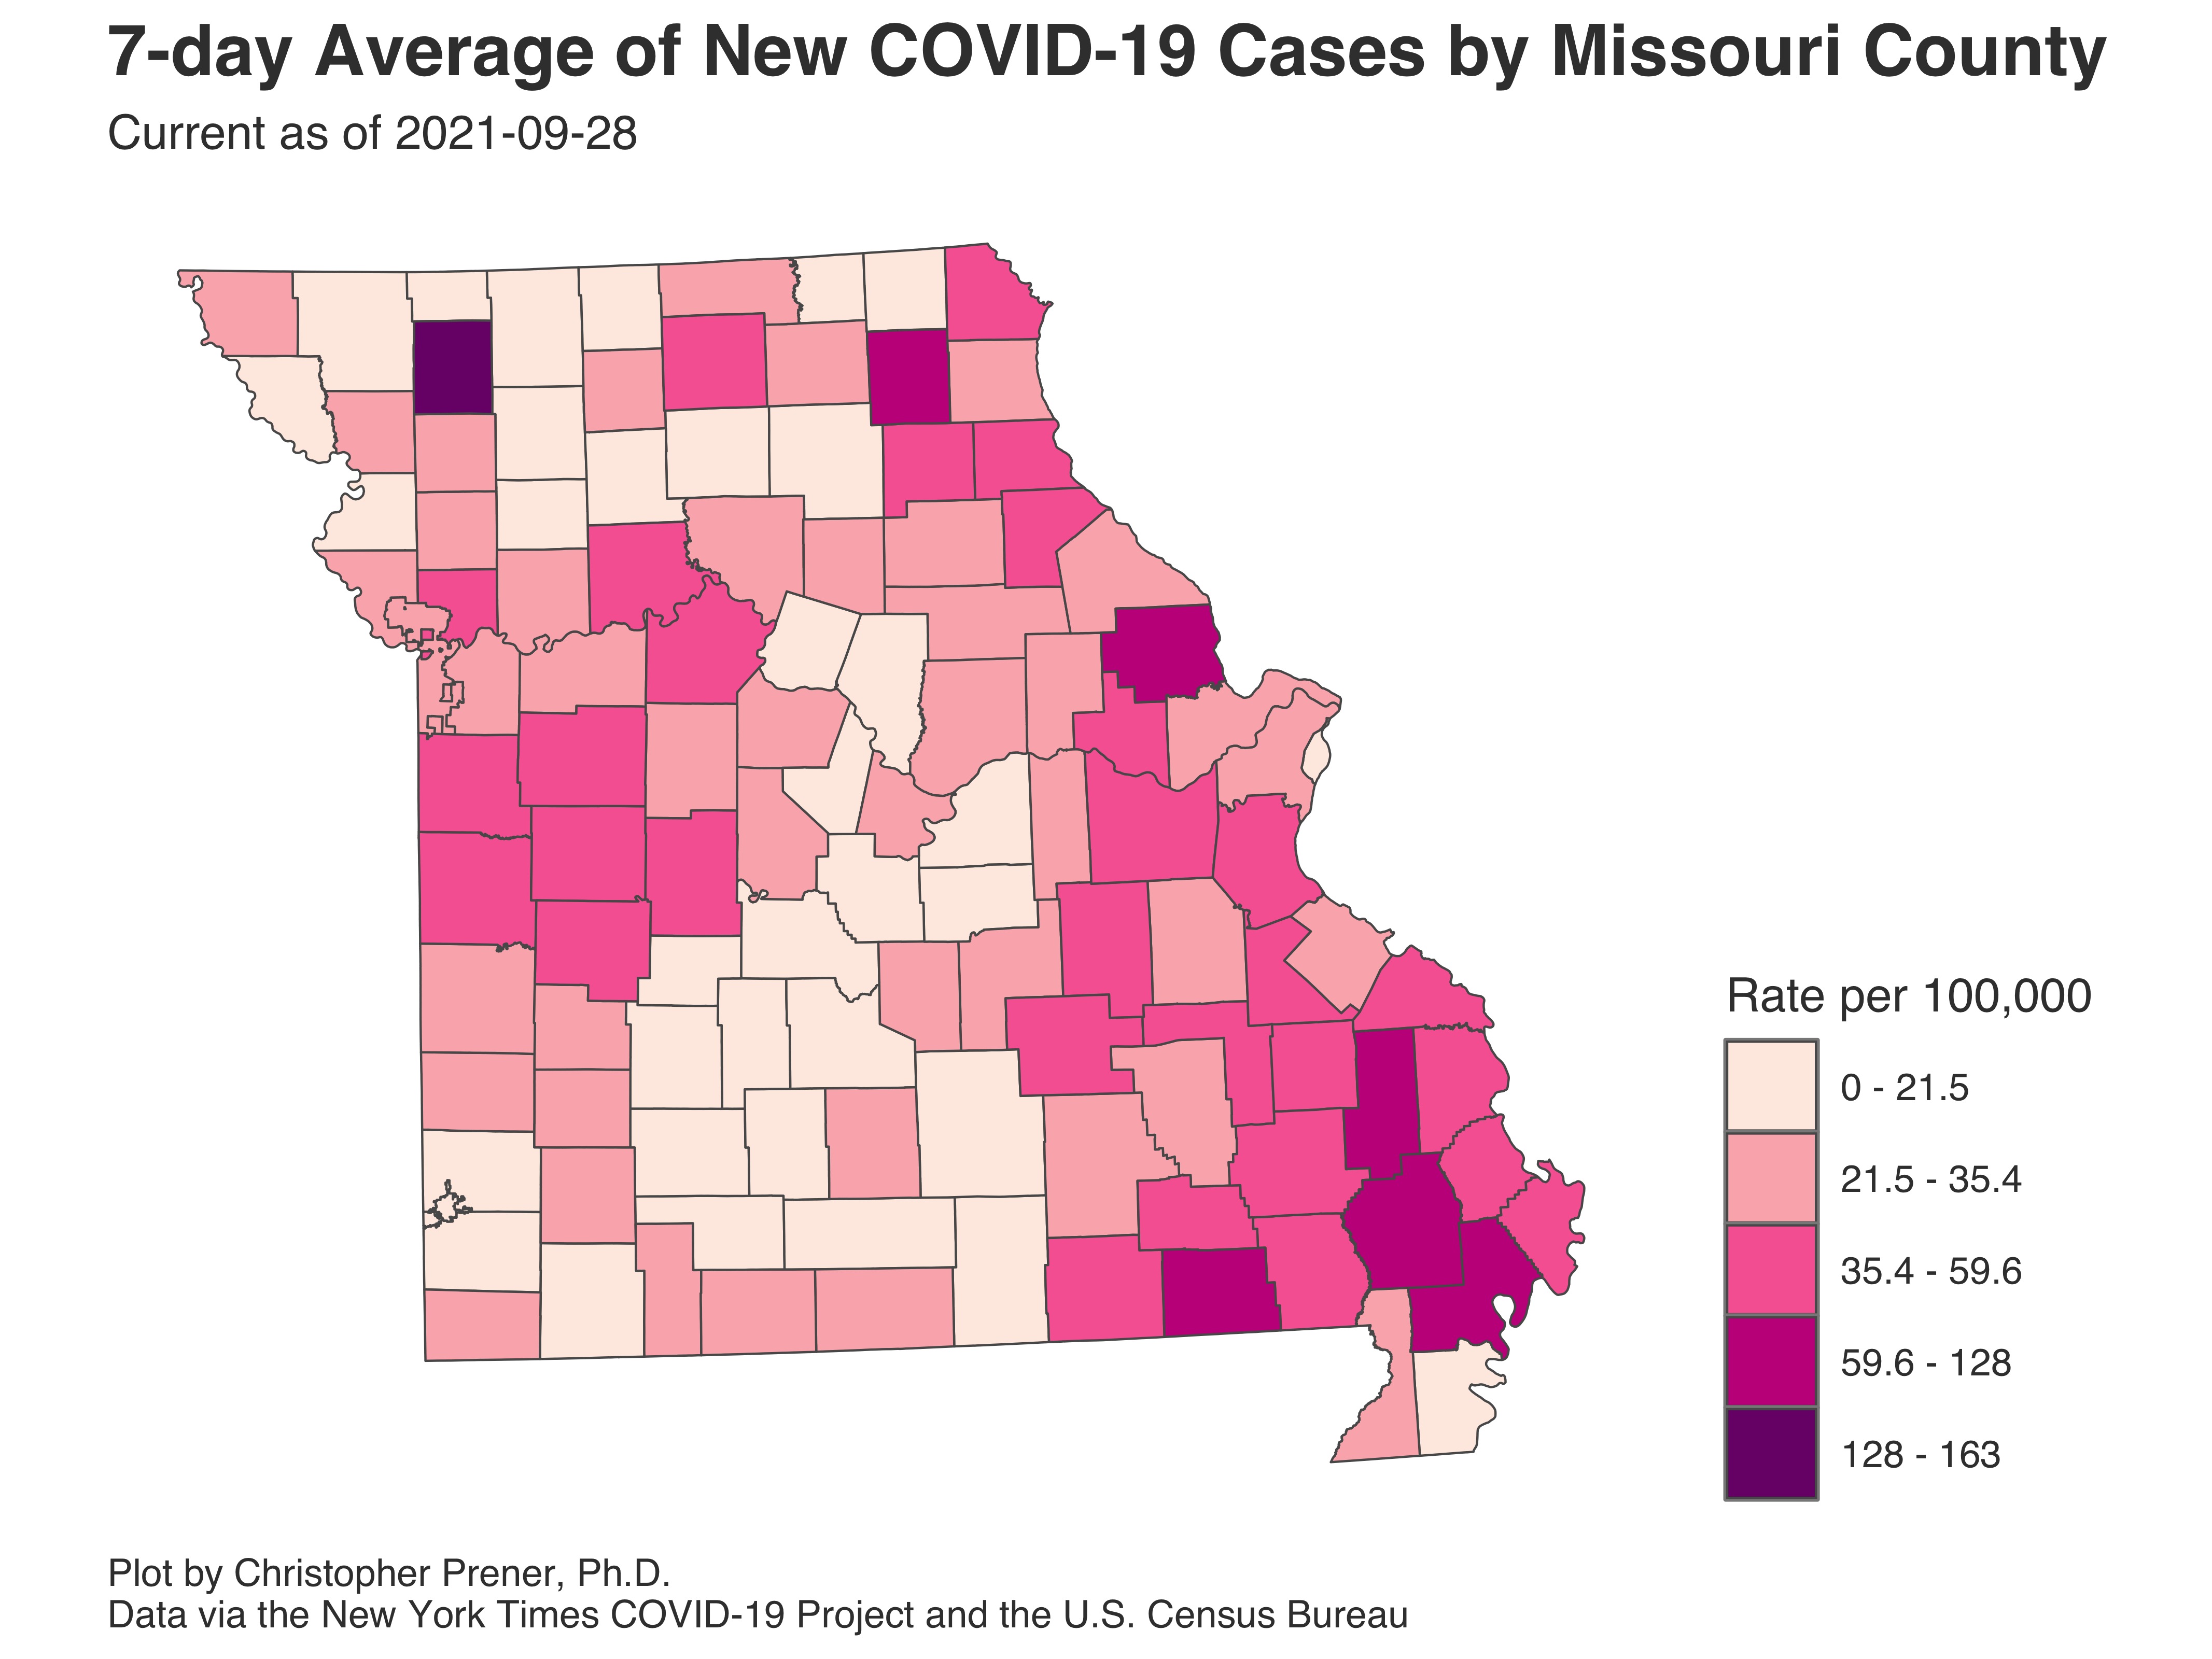 7-day Average of New COVID-19 Cases by Missouri County
Current as of 2021-09-28
Rate per 100,000
0 - 21.5
21.5 - 35.4
35.4 - 59.6
59.6 - 128
128 - 163
Plot by Christopher Prener, Ph.D.
Data via the New York Times COVID-19 Project and the U.S. Census Bureau